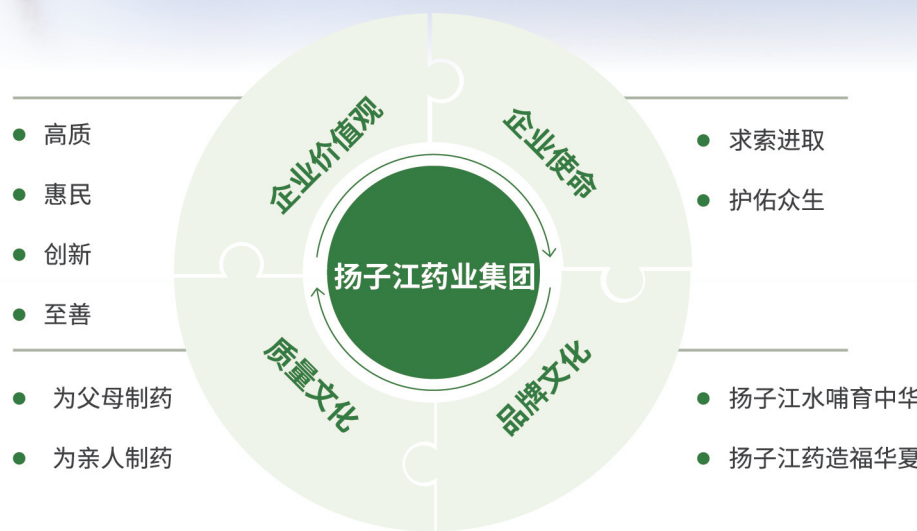 企业价值观
高质
惠民
创新
至善
企业使命
求索进取
护佑众生
扬子江药业集团
质量文化
为父母制药
为亲人制药
品牌文化
扬子江水哺育中华
扬子江药造福华夏